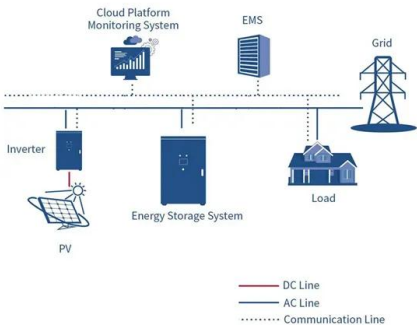 Cloud Platform
Monitoring System
EMS
Grid
Inverter
Energy Storage System
Load
PV
DC Line
AC Line
Communication Line